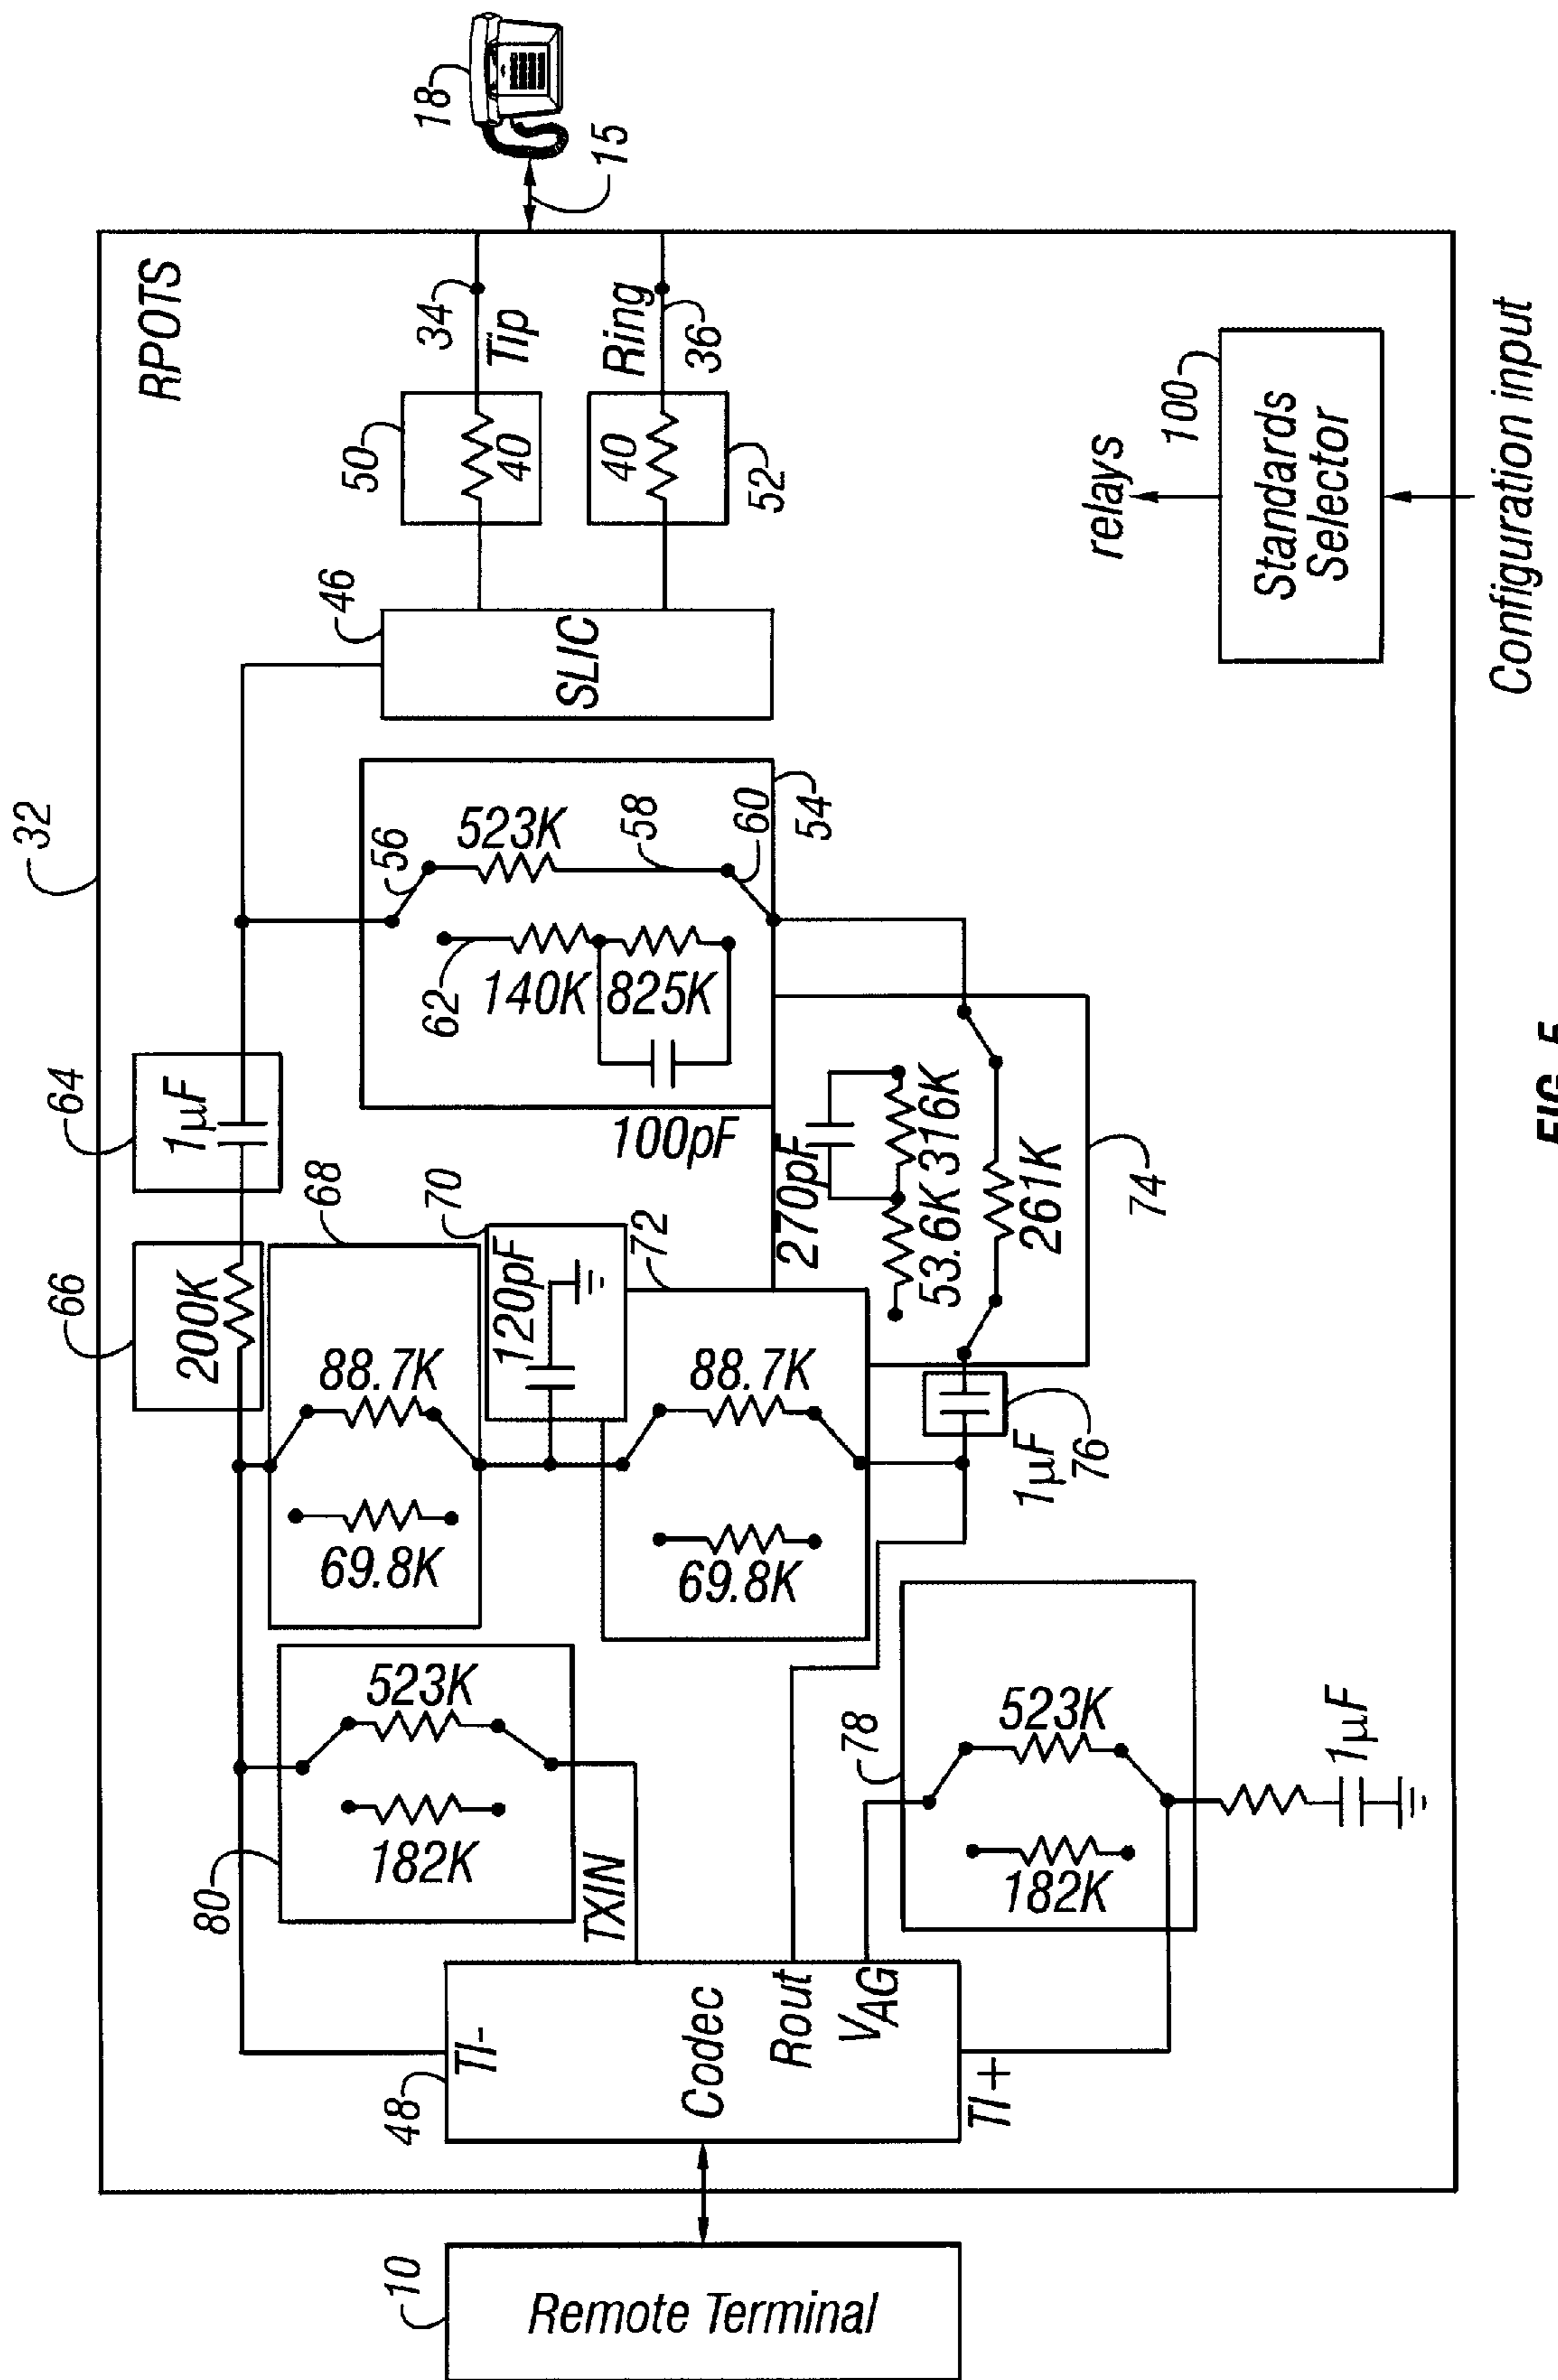 32
RPOTS
64
1μF
66
200K
68
88.7K
69.8K
70
120pF
72
88.7K
69.8K
80
523K
182K
TXIN
TI-
48
Codec
Rout
VAG
TI+
78
523K
182K
1μF
10
Remote Terminal
56
523K
58
60
54
62
140K
825K
100pF
270pF
53.6K
316K
261K
74
1μF
76
46
SLIC
50
40
34
Tip
40
52
Ring
36
18
15
relays
100
Standards
Selector
Configuration input